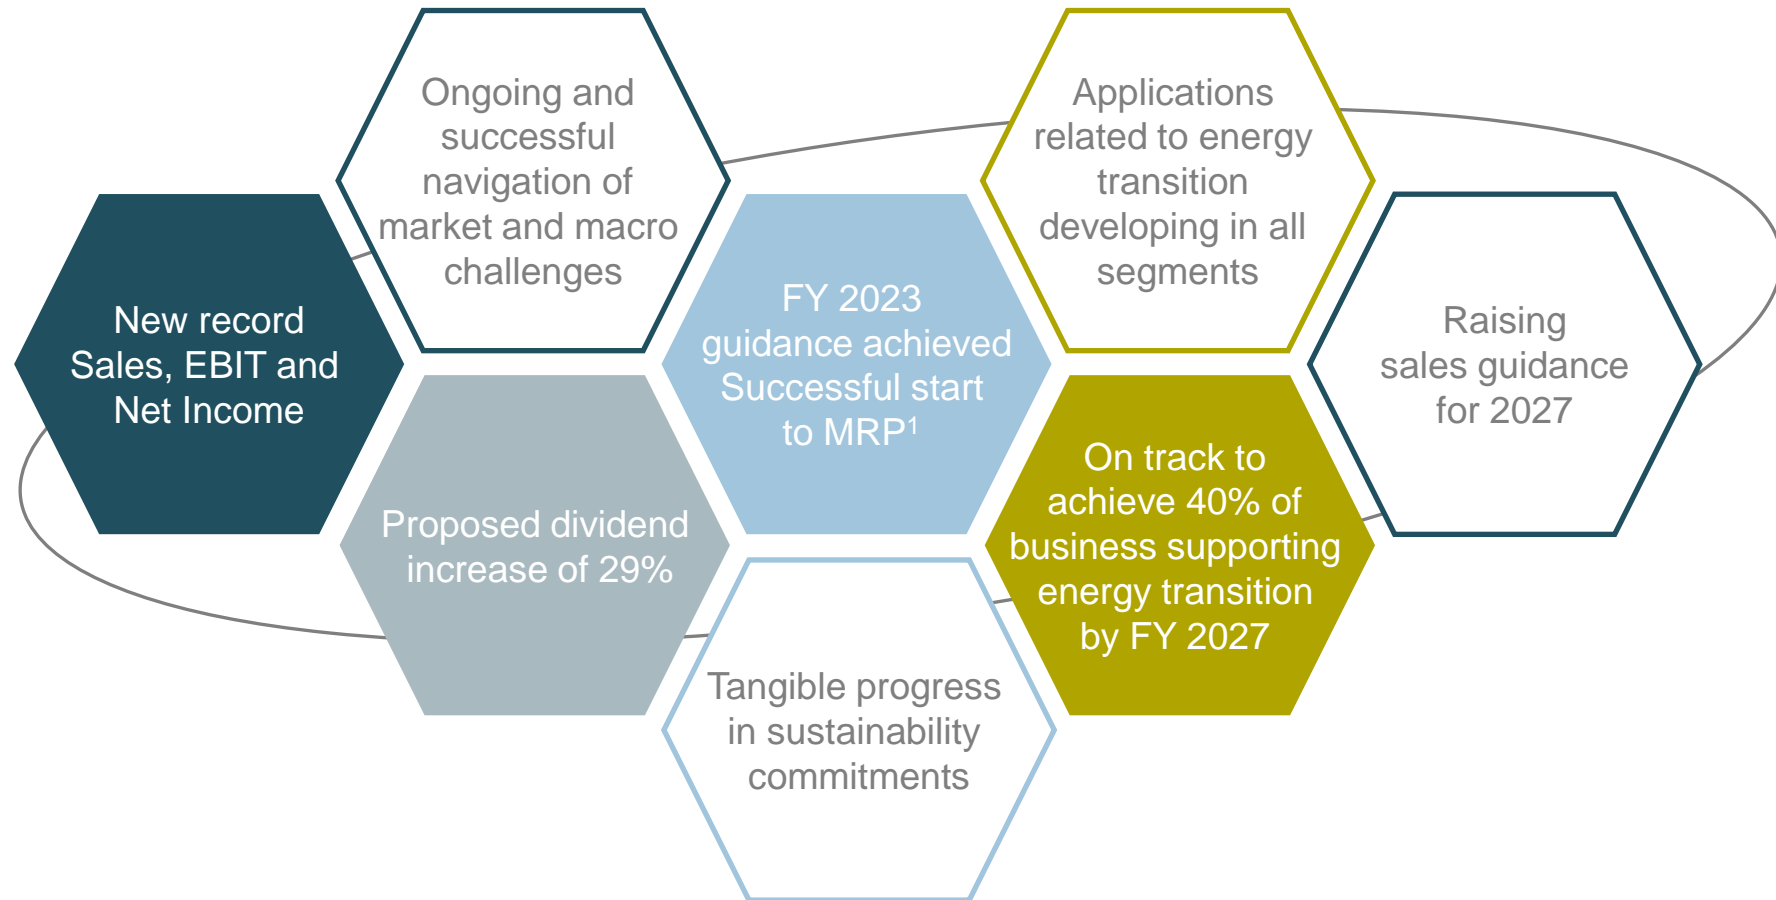 Ongoing and
successful
navigation of
market and macro
challenges
Applications
related to energy
transition
developing in all
segments
New record
Sales, EBIT and
Net Income
FY 2023
guidance achieved
Successful start
to MRP¹
Raising
sales guidance
for 2027
Proposed dividend
increase of 29%
On track to
achieve 40% of
business supporting
energy transition
by FY 2027
Tangible progress
in sustainability
commitments